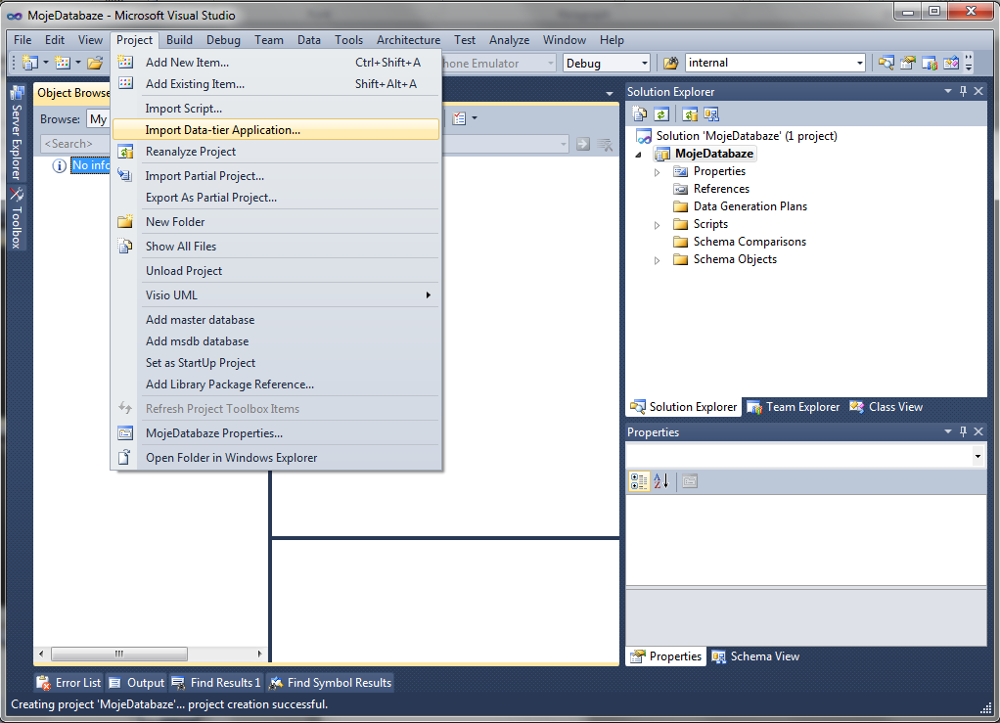 MojeDatabaze - Microsoft Visual Studio
File Edit View Project Build Debug Team Data Tools Architecture Test Analyze Window Help
hone Emulator Debug internal
Add New Item... Ctrl+Shift+A
Add Existing Item... Shift+Alt+A
Import Script...
Import Data-tier Application...
Reanalyze Project
Import Partial Project...
Export As Partial Project...
New Folder
Show All Files
Unload Project
Visio UML
Add master database
Add msdb database
Set as StartUp Project
Add Library Package Reference...
Refresh Project Toolbox Items
MojeDatabaze Properties...
Open Folder in Windows Explorer
Server Explorer
Toolbox
Object Browse
Browse: My
<Search>
No info
Solution Explorer
Solution 'MojeDatabaze' (1 project)
MojeDatabaze
Properties
References
Data Generation Plans
Scripts
Schema Comparisons
Schema Objects
Solution Explorer Team Explorer Class View
Properties
Properties Schema View
Error List Output Find Results 1 Find Symbol Results
Creating project 'MojeDatabaze'... project creation successful.